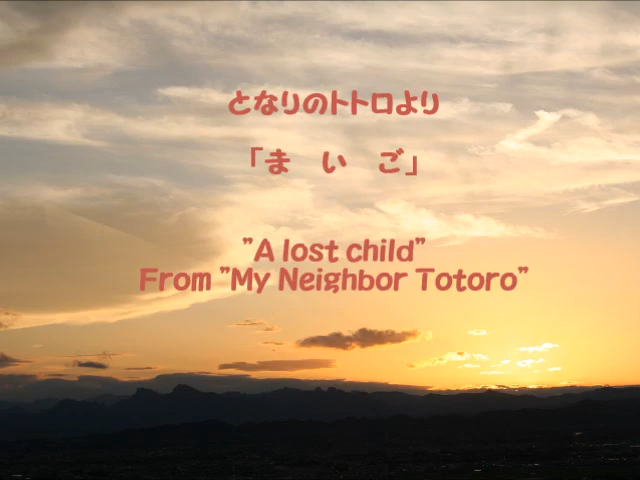 となりのトトロより
「ま　い　ご」
"A lost child"
From "My Neighbor Totoro"